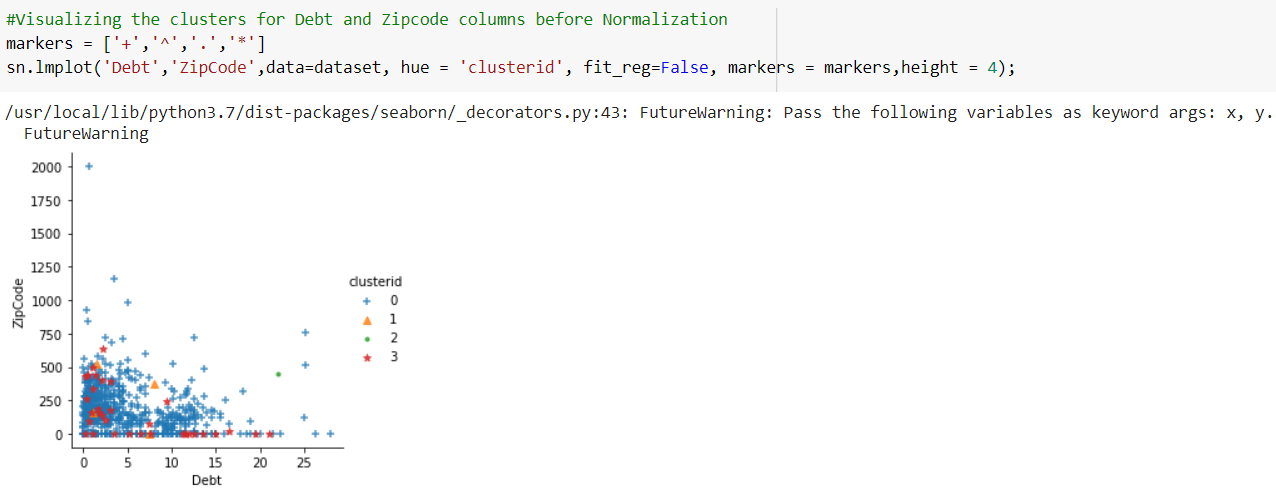 #Visualizing the clusters for Debt and Zipcode columns before Normalization
markers = ['+','^','.','*']
sn.lmplot('Debt','ZipCode',data=dataset, hue = 'clusterid', fit_reg=False, markers = markers,height = 4);
/usr/local/lib/python3.7/dist-packages/seaborn/_decorators.py:43: FutureWarning: Pass the following variables as keyword args: x, y.
FutureWarning
2000
1750
1500
1250
1000
750
500
250
0
ZipCode
0 5 10 15 20 25
Debt
clusterid
0
1
2
3